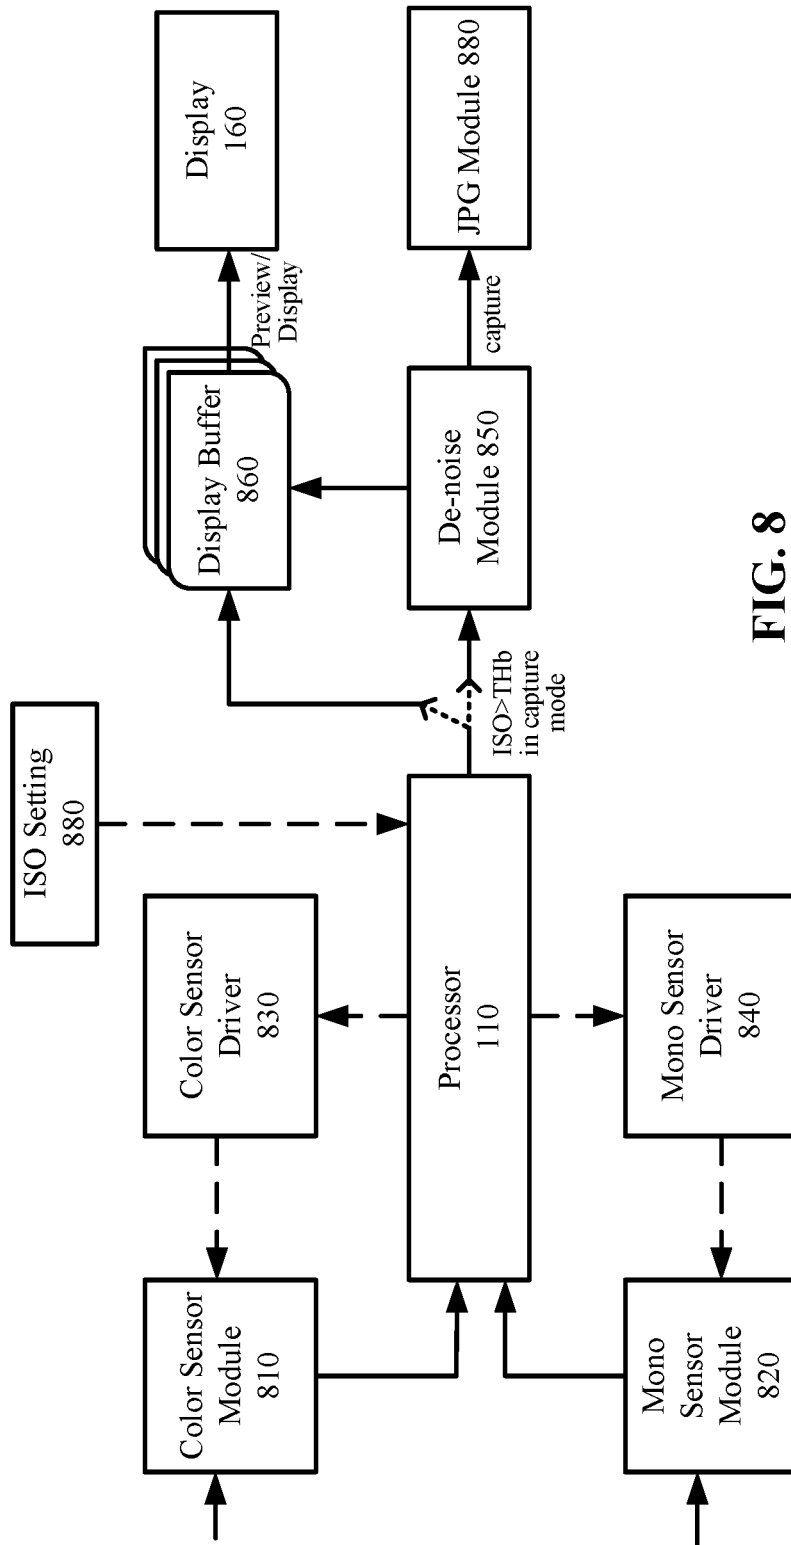 ISO Setting
880
Color Sensor
Module
810
Color Sensor
Driver
830
Display Buffer
860
Preview/
Display
Display
160
Processor
110
ISO>THb
in capture
mode
De-noise
Module 850
capture
JPG Module 880
Mono
Sensor
Module
820
Mono Sensor
Driver
840
FIG. 8